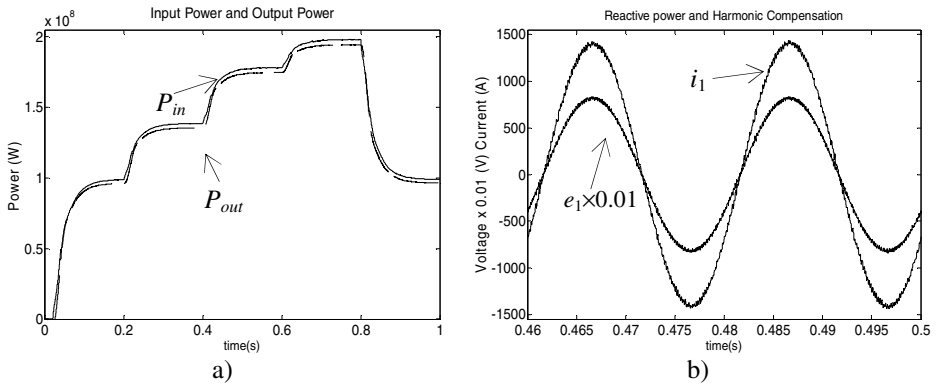 Input Power and Output Power
x 10⁸
2
1.5
1
0.5
0
Power (W)
P_in
P_out
0 0.2 0.4 0.6 0.8 1
time(s)
a)
Reactive power and Harmonic Compensation
1500
1000
500
0
-500
-1000
-1500
Voltage x 0.01 (V) Current (A)
i_1
e_1×0.01
0.46 0.465 0.47 0.475 0.48 0.485 0.49 0.495 0.5
time(s)
b)